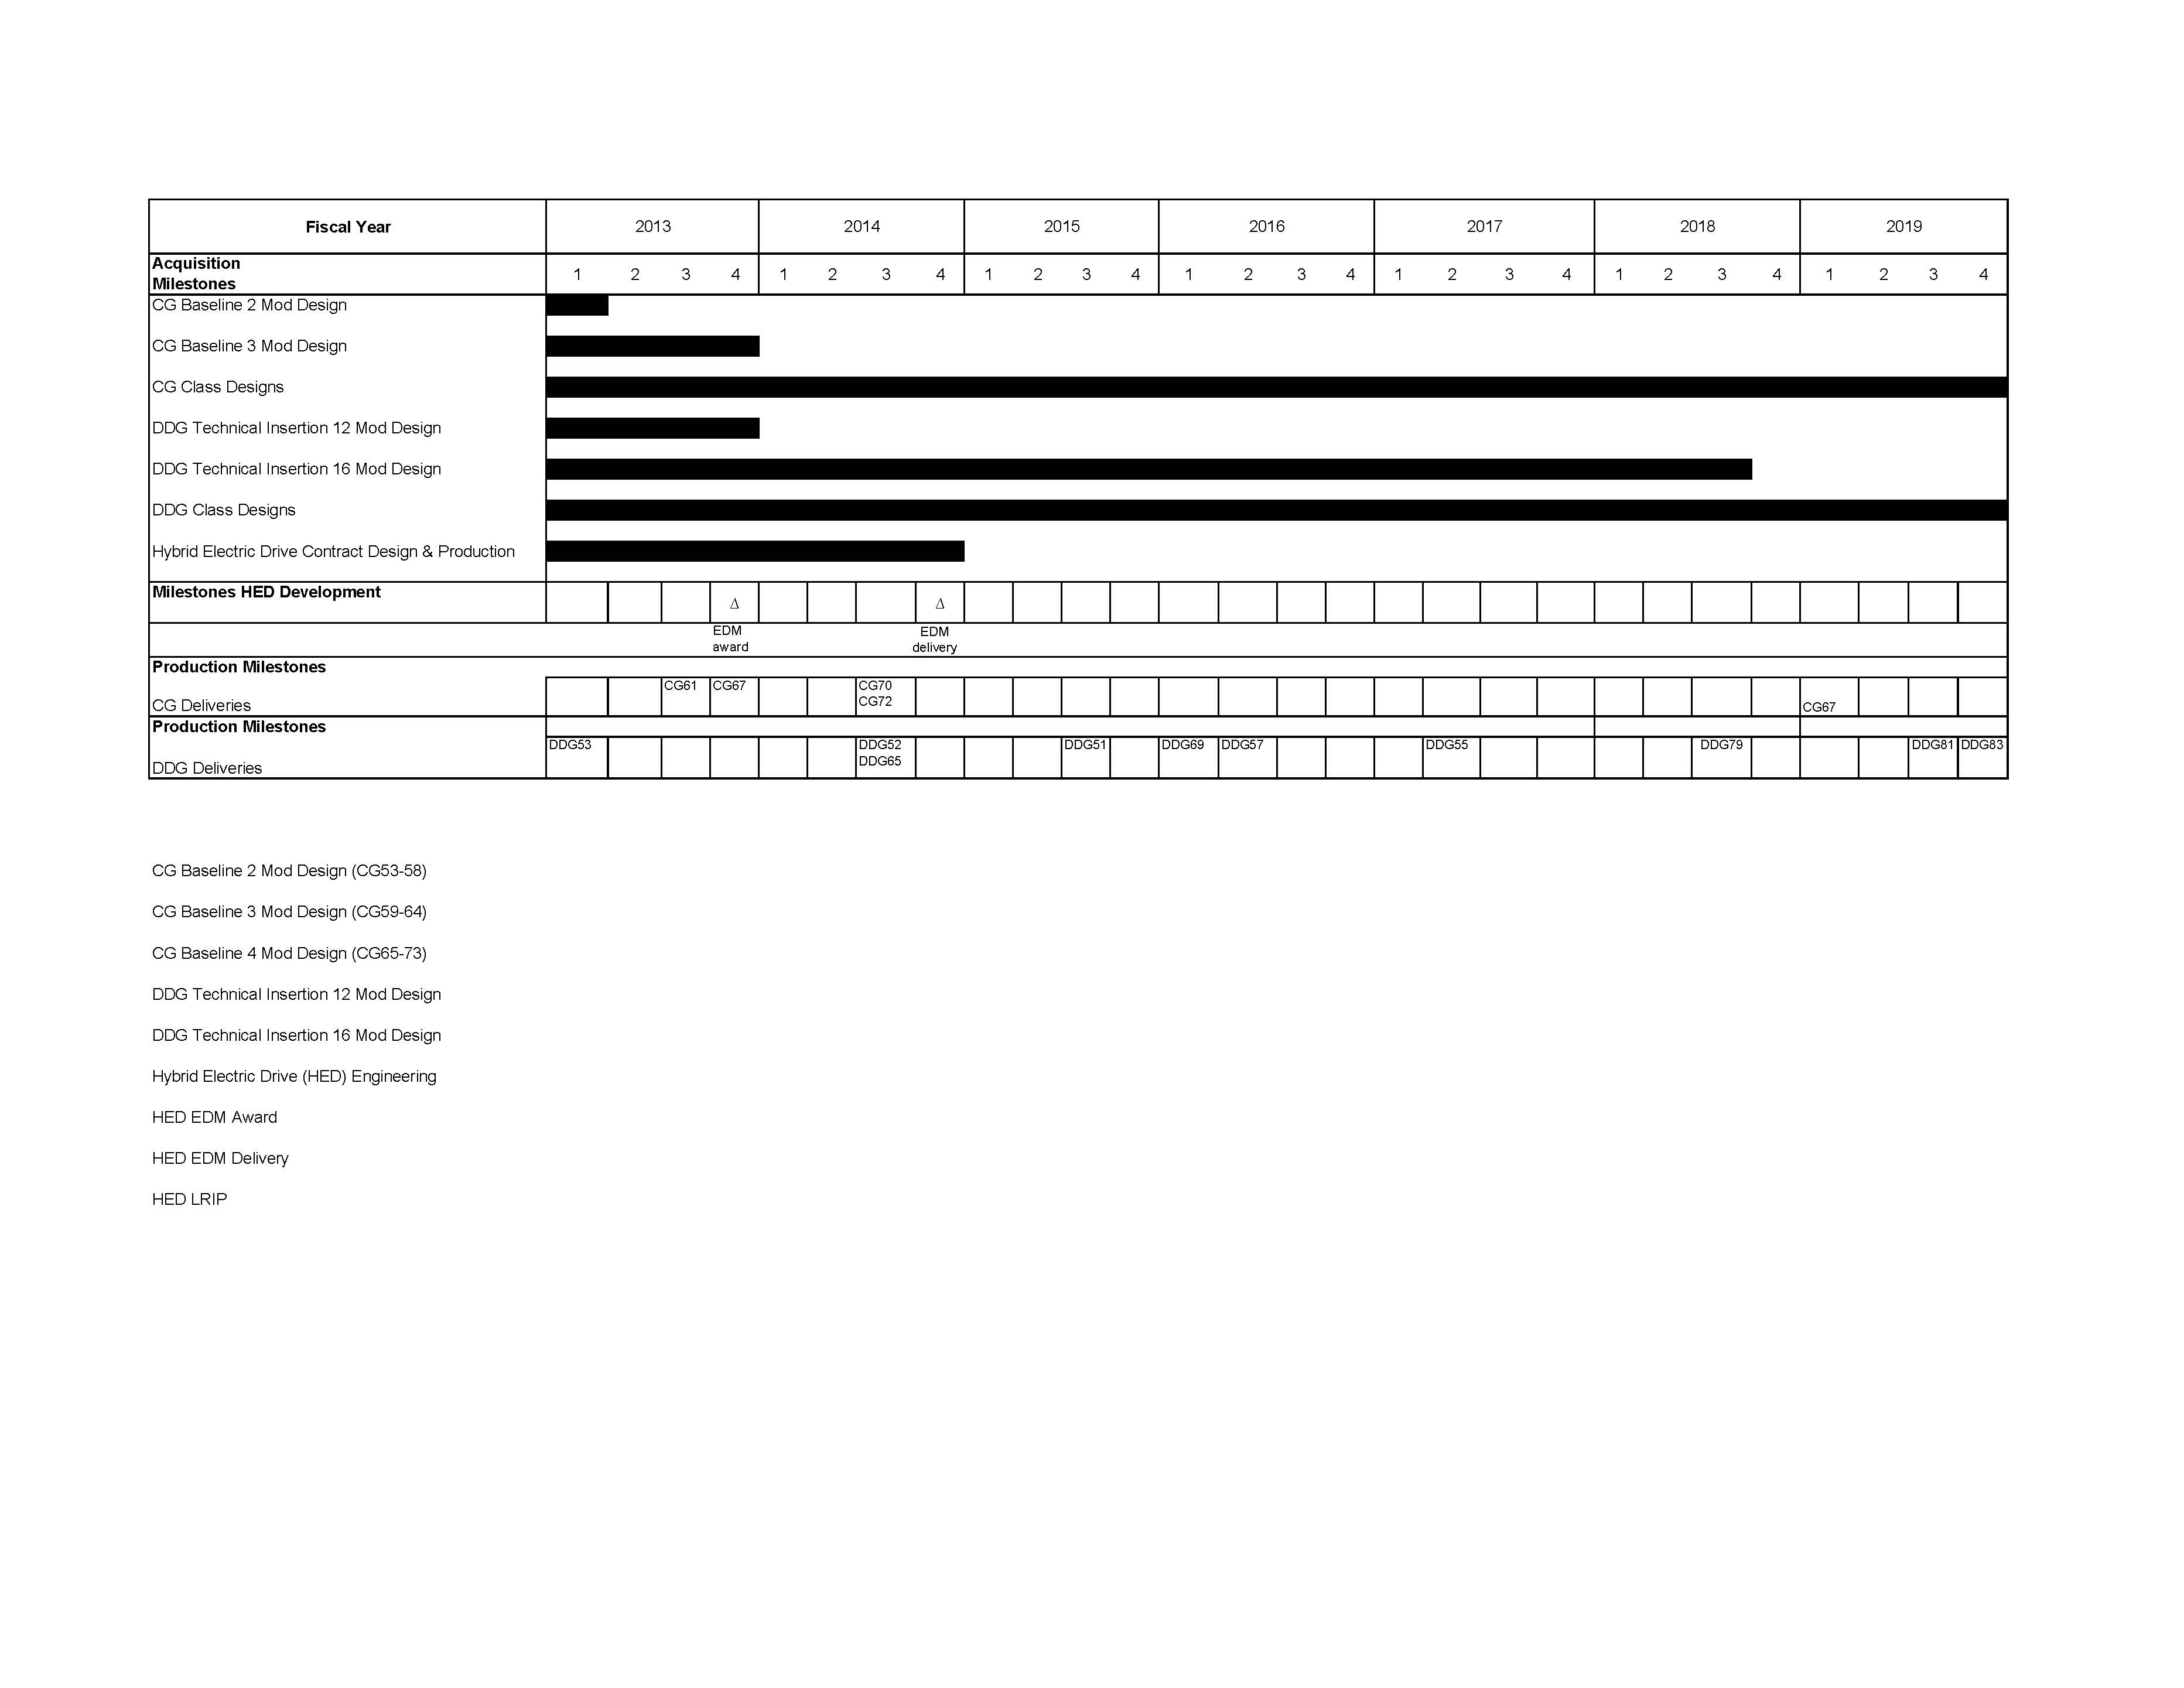 Fiscal Year 2013 2014 2015 2016 2017 2018 2019
Acquisition
Milestones 1 2 3 4 1 2 3 4 1 2 3 4 1 2 3 4 1 2 3 4 1 2 3 4 1 2 3 4
CG Baseline 2 Mod Design
CG Baseline 3 Mod Design
CG Class Designs
DDG Technical Insertion 12 Mod Design
DDG Technical Insertion 16 Mod Design
DDG Class Designs
Hybrid Electric Drive Contract Design & Production
Milestones HED Development
Δ Δ
EDM EDM
award delivery
Production Milestones
CG61 CG67 CG70
CG72
CG Deliveries CG67
Production Milestones
DDG53 DDG52 DDG51 DDG69 DDG57 DDG55 DDG79 DDG81 DDG83
DDG65
DDG Deliveries
CG Baseline 2 Mod Design (CG53-58)
CG Baseline 3 Mod Design (CG59-64)
CG Baseline 4 Mod Design (CG65-73)
DDG Technical Insertion 12 Mod Design
DDG Technical Insertion 16 Mod Design
Hybrid Electric Drive (HED) Engineering
HED EDM Award
HED EDM Delivery
HED LRIP